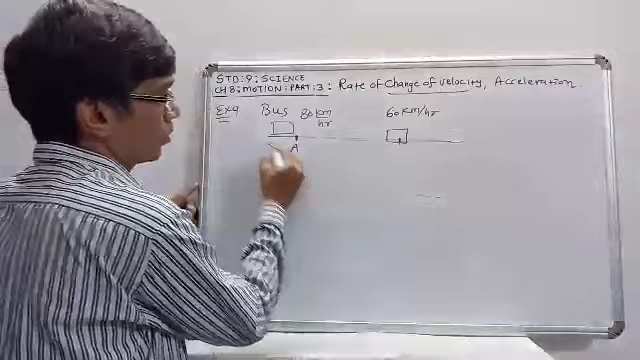 STD: 9: SCIENCE
CH 8: MOTION: PART: 3: Rate of Change of Velocity, Acceleration.
Exa Bus 80 km/hr 60 km/hr
A